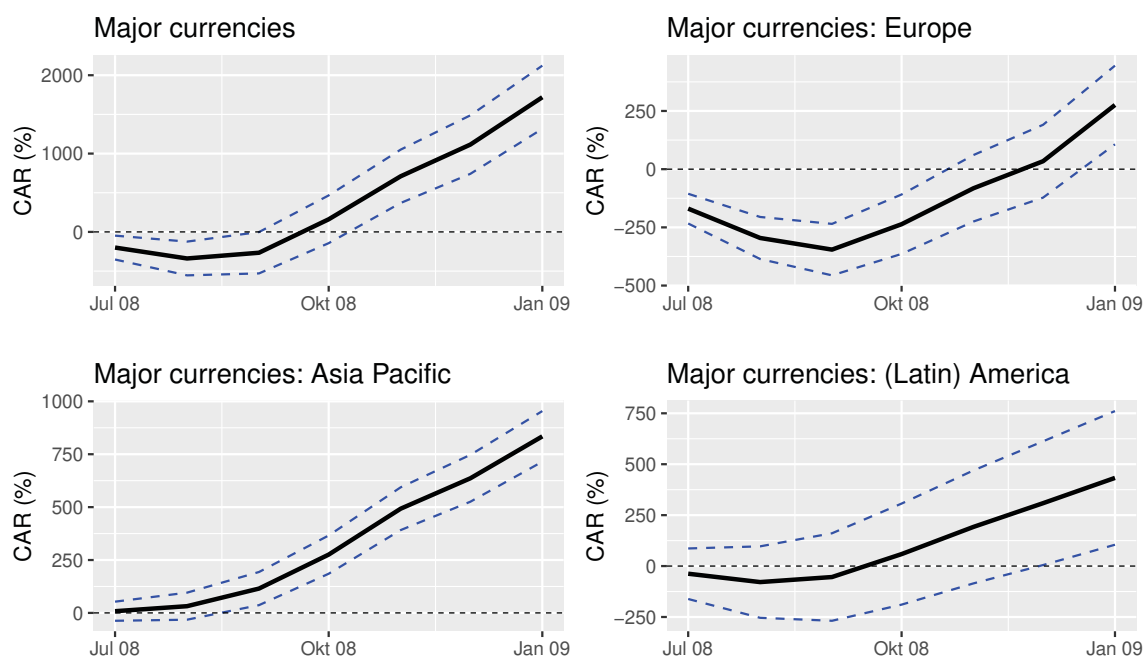 Major currencies
CAR (%)
2000
1000
0
Jul 08
Okt 08
Jan 09
Major currencies: Europe
CAR (%)
250
0
−250
−500
Jul 08
Okt 08
Jan 09
Major currencies: Asia Pacific
CAR (%)
1000
750
500
250
0
Jul 08
Okt 08
Jan 09
Major currencies: (Latin) America
CAR (%)
750
500
250
0
−250
Jul 08
Okt 08
Jan 09